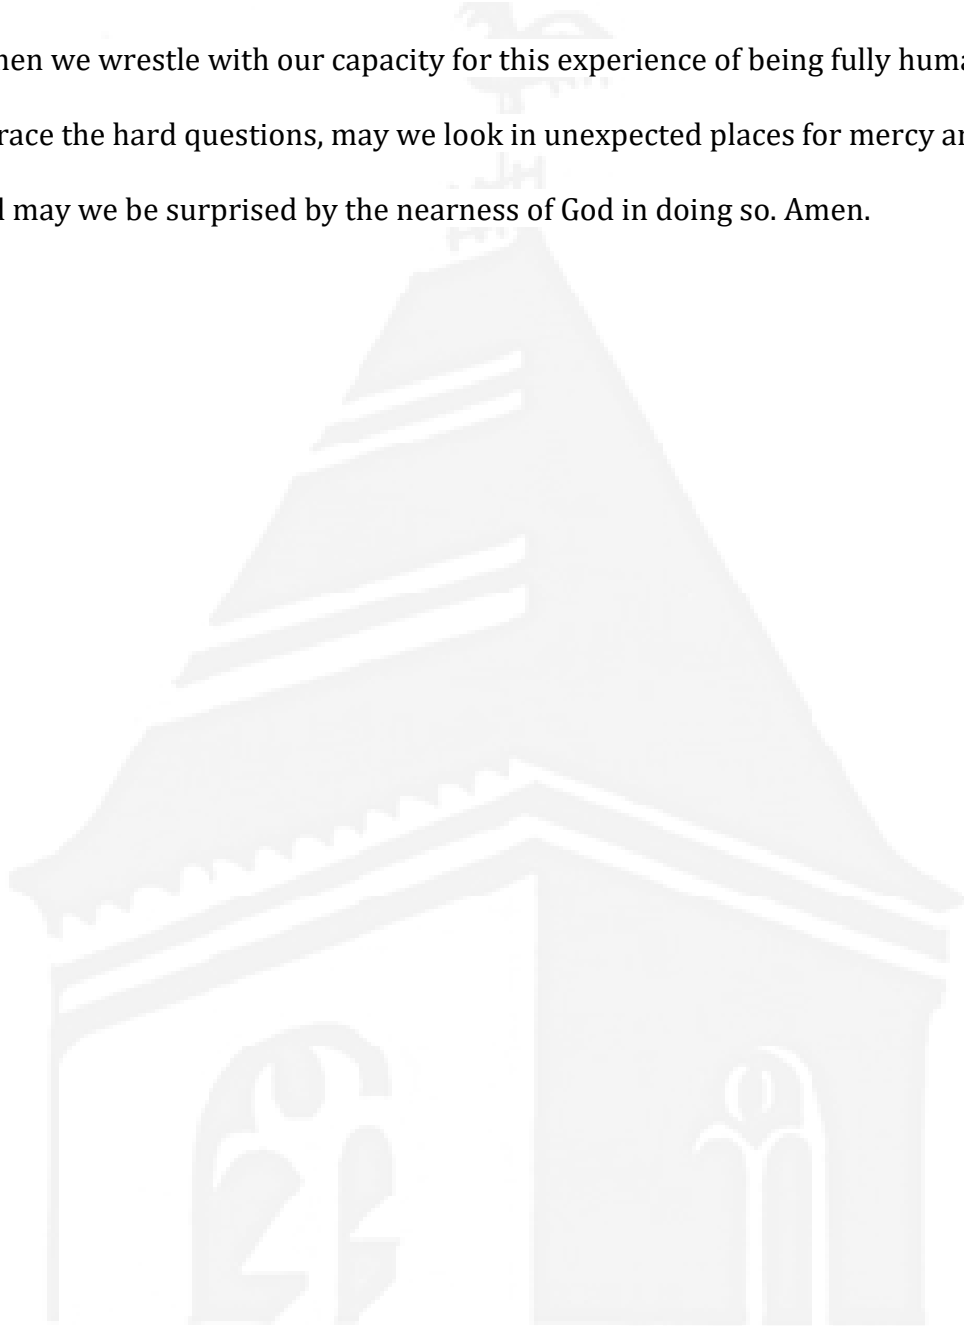 hen we wrestle with our capacity for this experience of being fully huma
race the hard questions, may we look in unexpected places for mercy an
l may we be surprised by the nearness of God in doing so. Amen.